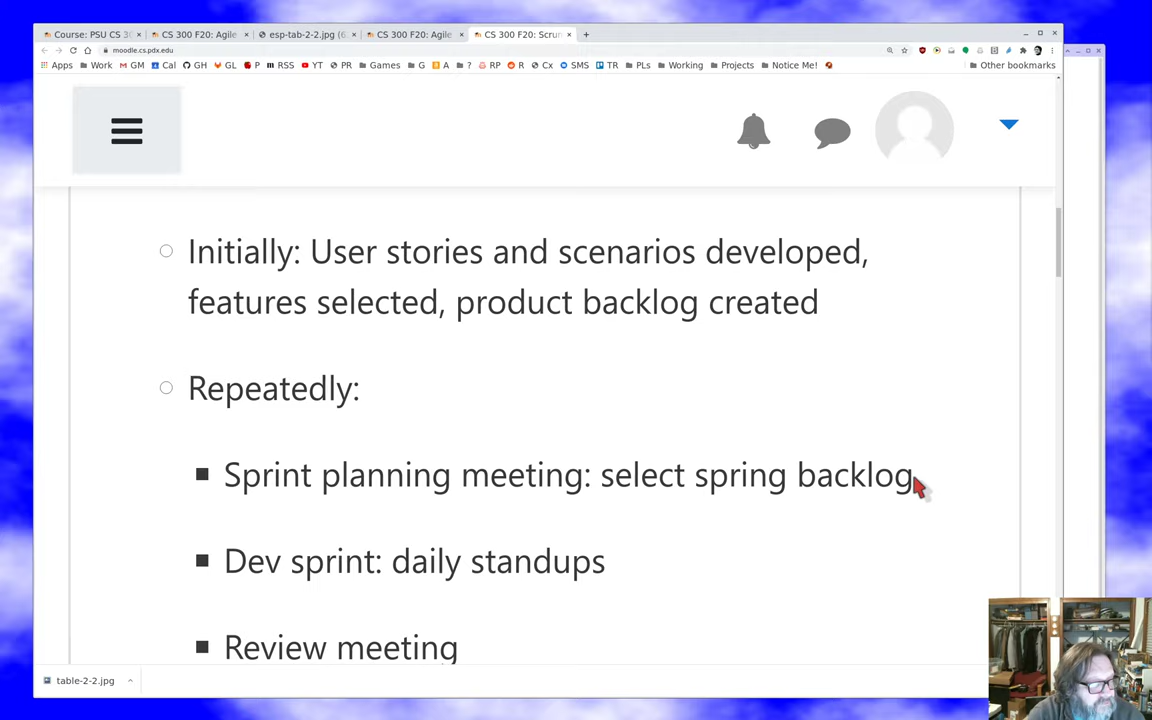 Course: PSU CS 30
CS 300 F20: Agile
esp-tab-2-2.jpg (6
CS 300 F20: Agile
CS 300 F20: Scrum
moodle.cs.pdx.edu
Apps Work GM Cal GH GL P RSS YT PR Games G A ? RP R Cx SMS TR PLs Working Projects Notice Me! Other bookmarks
Initially: User stories and scenarios developed,
features selected, product backlog created
Repeatedly:
Sprint planning meeting: select spring backlog
Dev sprint: daily standups
Review meeting
table-2-2.jpg